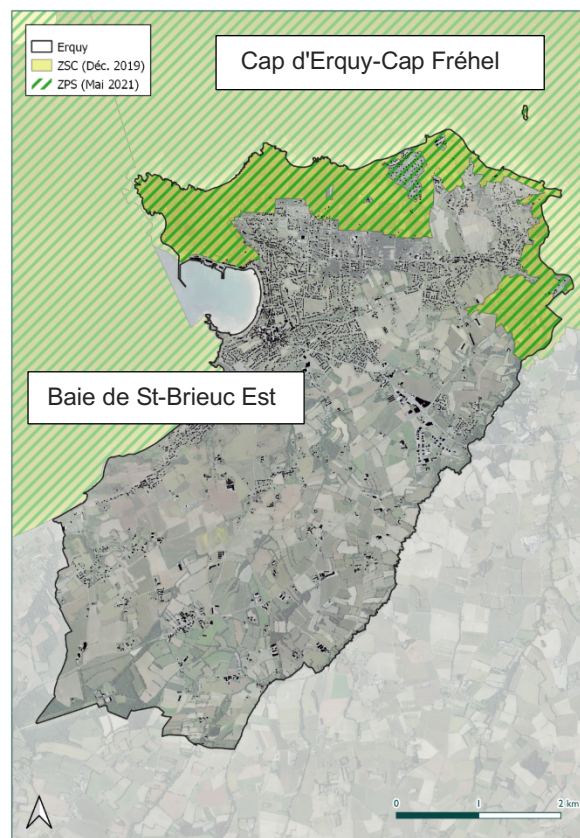 Erquy
ZSC (Déc. 2019)
ZPS (Mai 2021)
Cap d'Erquy-Cap Fréhel
Baie de St-Brieuc Est
0 1 2 km